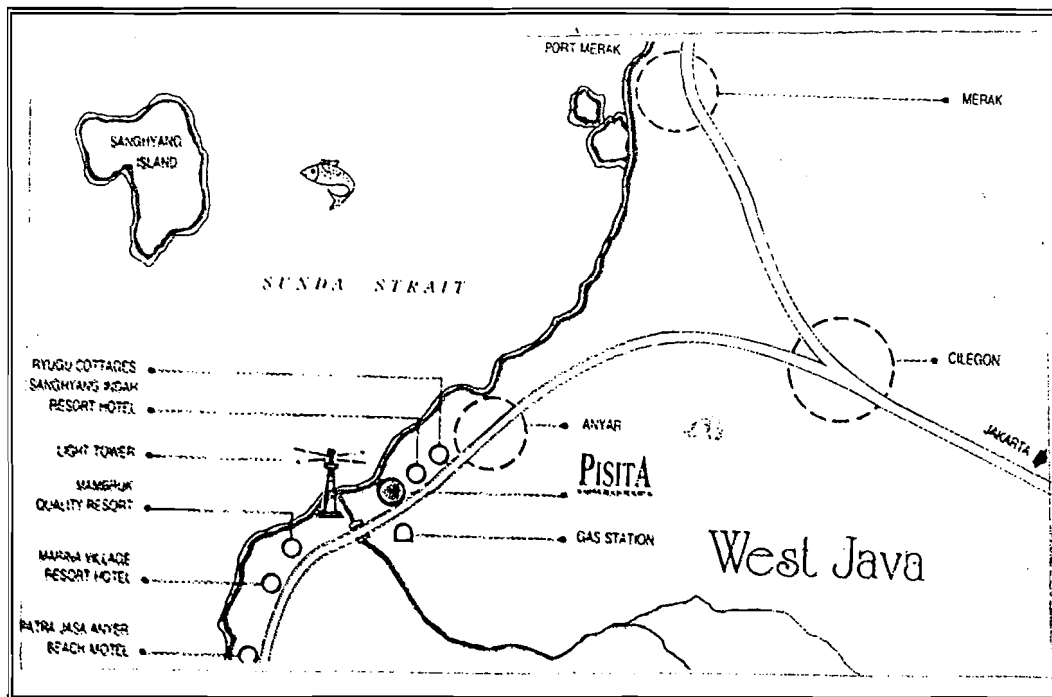 PORT MERAK
MERAK
SANGHYANG
ISLAND
SUNDA STRAIT
RYUGU COTTAGES
SANGHYANG INDAH
RESORT HOTEL
CILEGON
ANYAR
JAKARTA
LIGHT TOWER
PISITA
MAMBRUK
QUALITY RESORT
GAS STATION
West Java
MARINA VILLAGE
RESORT HOTEL
PATRA JASA ANYER
BEACH MOTEL